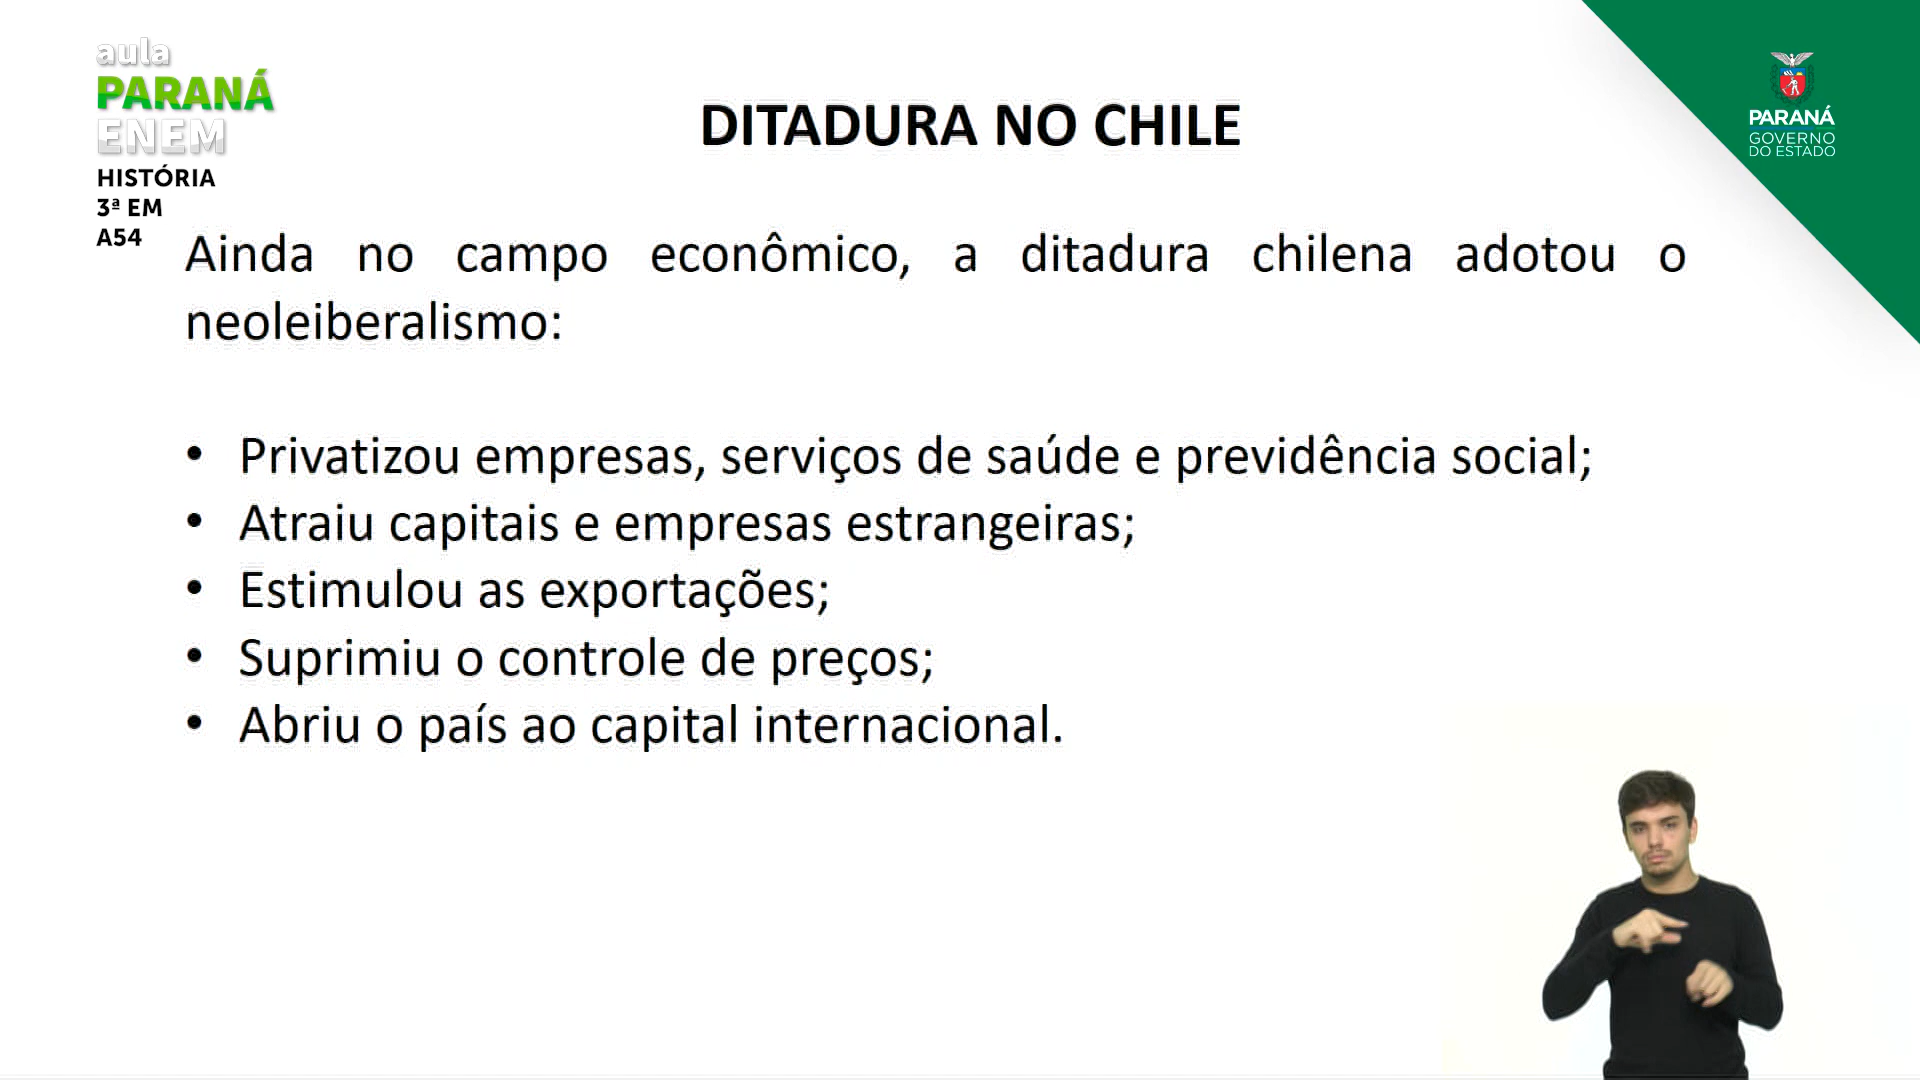 aula
PARANÁ
ENEM
HISTÓRIA
3ª EM
A54
DITADURA NO CHILE
PARANÁ
GOVERNO
DO ESTADO
Ainda no campo econômico, a ditadura chilena adotou o
neoleiberalismo:
• Privatizou empresas, serviços de saúde e previdência social;
• Atraiu capitais e empresas estrangeiras;
• Estimulou as exportações;
• Suprimiu o controle de preços;
• Abriu o país ao capital internacional.